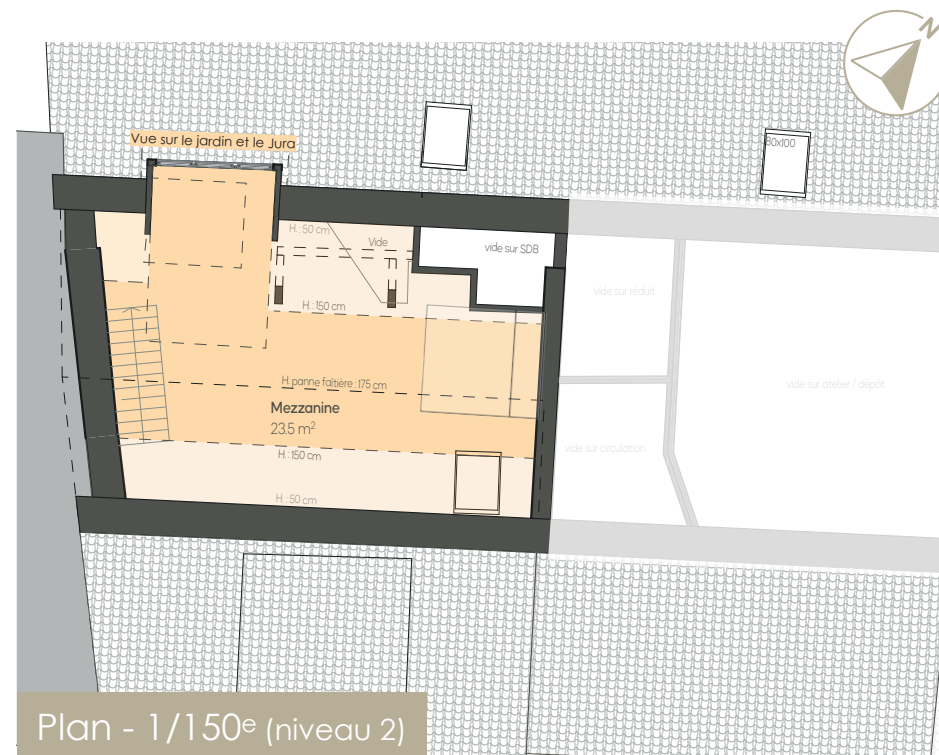 N
Vue sur le jardin et le Jura
60x100
H. : 50 cm
Vide
vide sur SDB
vide sur réduit
H. : 150 cm
H. panne faîtière : 175 cm
vide sur atelier / dépôt
Mezzanine
23.5 m²
H. : 150 cm
vide sur circulation
H. : 50 cm
Plan - 1/150e (niveau 2)